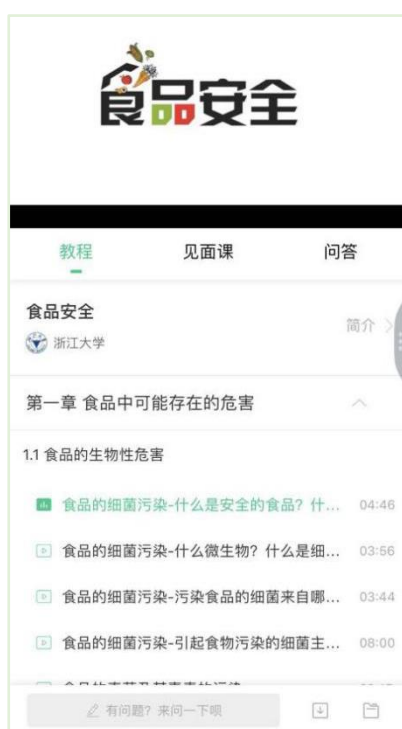 食品安全
教程 见面课 问答
食品安全
简介
浙江大学
第一章 食品中可能存在的危害
1.1 食品的生物性危害
食品的细菌污染-什么是安全的食品? 什... 04:46
食品的细菌污染-什么微生物? 什么是细... 03:56
食品的细菌污染-污染食品的细菌来自哪... 03:44
食品的细菌污染-引起食物污染的细菌主... 08:00
有问题? 来问一下呗